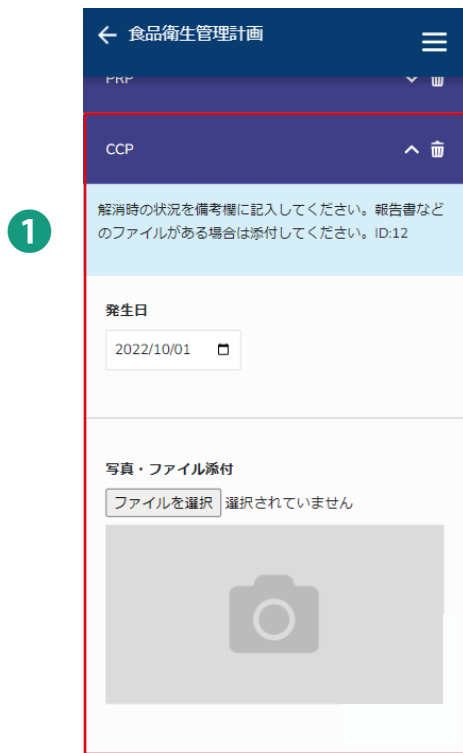 食品衛生管理計画
PRP
CCP
1
解消時の状況を備考欄に記入してください。報告書など
のファイルがある場合は添付してください。ID:12
発生日
2022/10/01
写真・ファイル添付
ファイルを選択 選択されていません